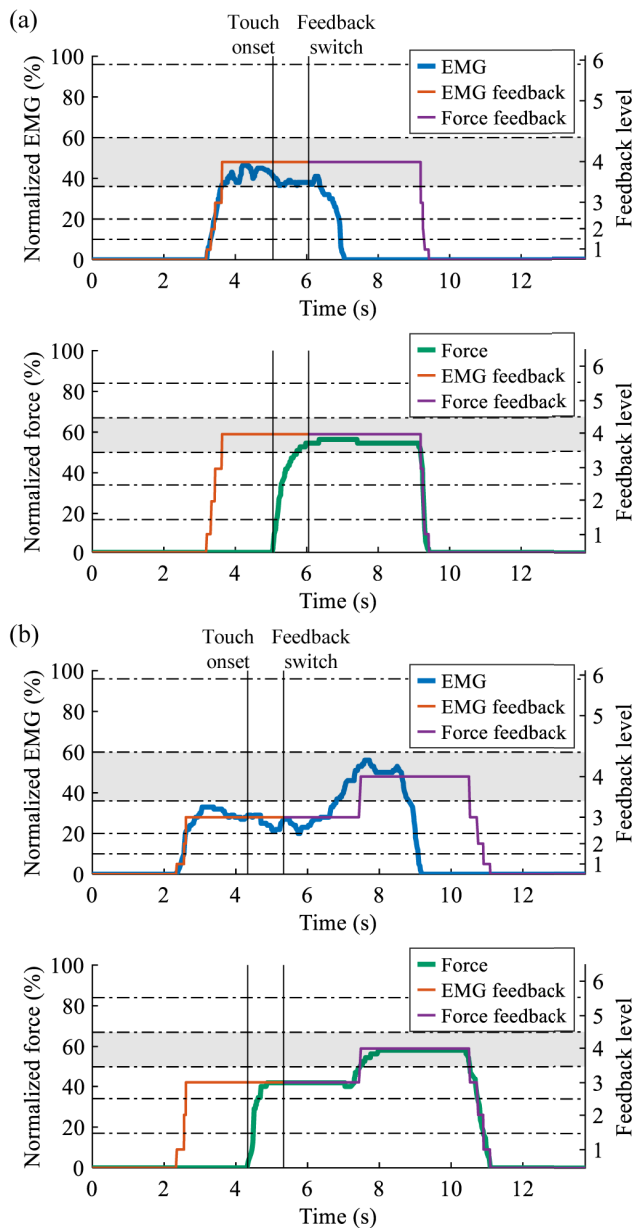 (a)
Touch onset
Feedback switch
Normalized EMG (%)
100
80
60
40
20
0
EMG
EMG feedback
Force feedback
6
5
4
3
2
1
Feedback level
0 2 4 6 8 10 12
Time (s)
Normalized force (%)
100
80
60
40
20
0
Force
EMG feedback
Force feedback
6
5
4
3
2
1
Feedback level
0 2 4 6 8 10 12
Time (s)
(b)
Touch onset
Feedback switch
Normalized EMG (%)
100
80
60
40
20
0
EMG
EMG feedback
Force feedback
6
5
4
3
2
1
Feedback level
0 2 4 6 8 10 12
Time (s)
Normalized force (%)
100
80
60
40
20
0
Force
EMG feedback
Force feedback
6
5
4
3
2
1
Feedback level
0 2 4 6 8 10 12
Time (s)